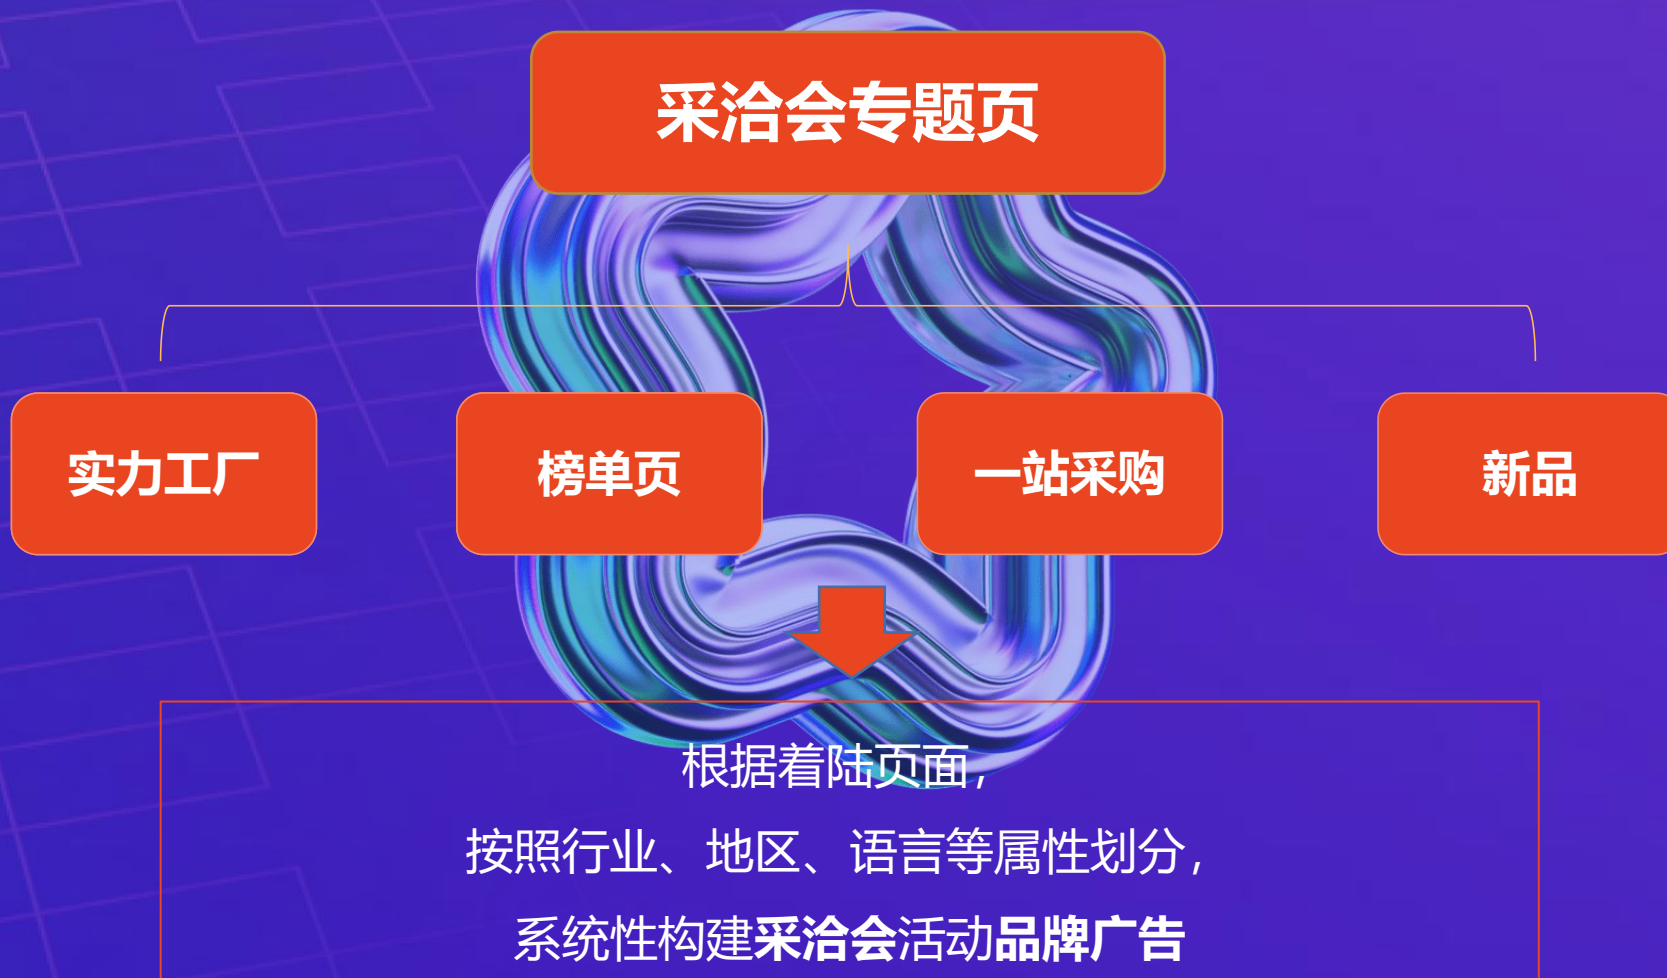 采洽会专题页
实力工厂
榜单页
一站采购
新品
根据着陆页面，
按照行业、地区、语言等属性划分，
系统性构建采洽会活动品牌广告